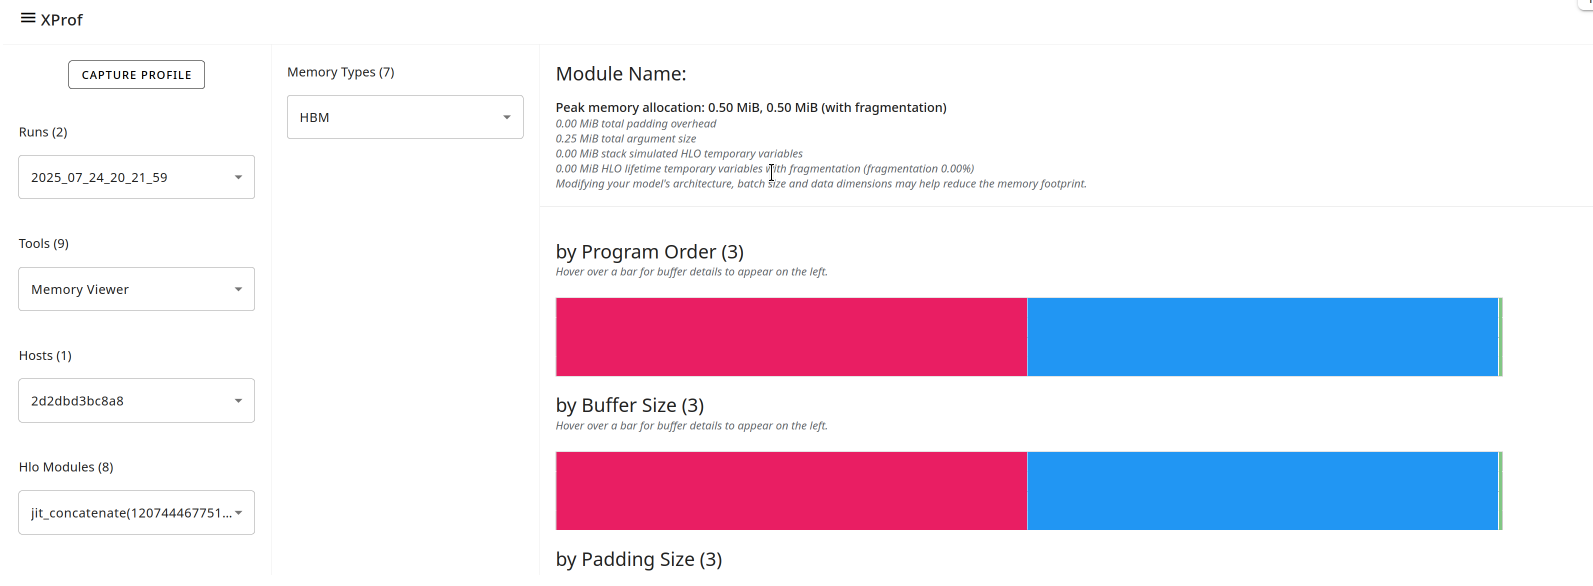 XProf
CAPTURE PROFILE
Runs (2)
2025_07_24_20_21_59
Tools (9)
Memory Viewer
Hosts (1)
2d2dbd3bc8a8
Hlo Modules (8)
jit_concatenate(120744467751...
Memory Types (7)
HBM
Module Name:
Peak memory allocation: 0.50 MiB, 0.50 MiB (with fragmentation)
0.00 MiB total padding overhead
0.25 MiB total argument size
0.00 MiB stack simulated HLO temporary variables
0.00 MiB HLO lifetime temporary variables with fragmentation (fragmentation 0.00%)
Modifying your model's architecture, batch size and data dimensions may help reduce the memory footprint.
by Program Order (3)
Hover over a bar for buffer details to appear on the left.
by Buffer Size (3)
Hover over a bar for buffer details to appear on the left.
by Padding Size (3)